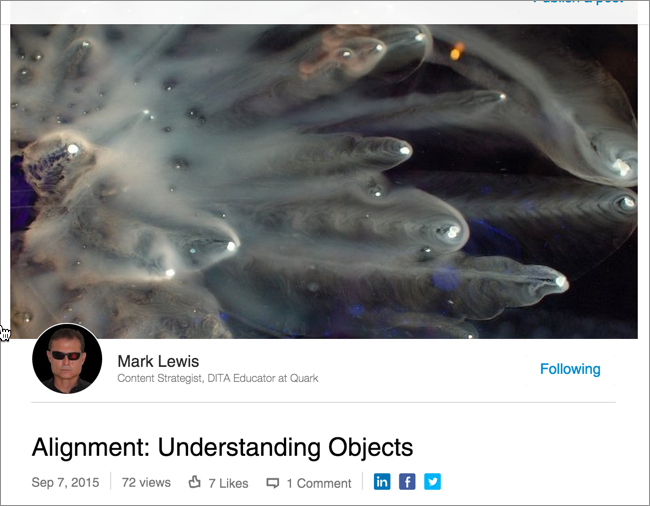 Publish a post
Mark Lewis
Following
Content Strategist, DITA Educator at Quark
Alignment: Understanding Objects
Sep 7, 2015 72 views 7 Likes 1 Comment in f